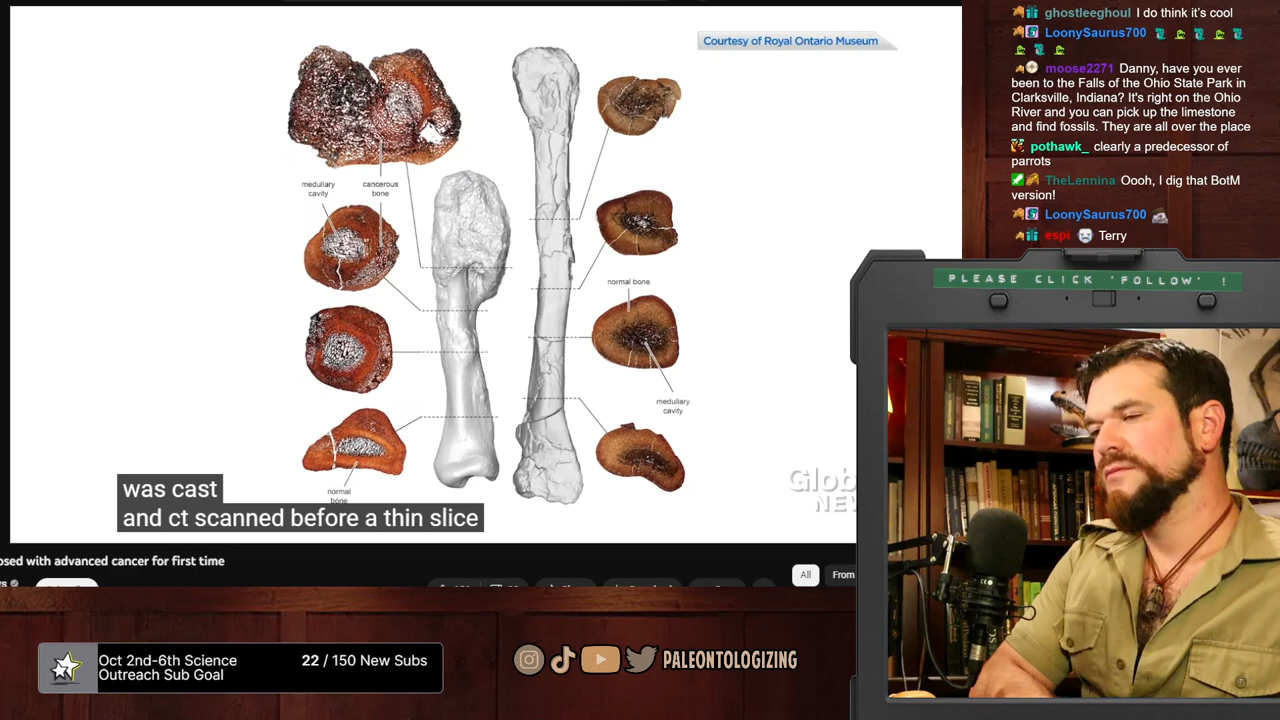 Courtesy of Royal Ontario Museum
medullary
cavity
cancerous
bone
normal bone
medullary
cavity
normal
bone
was cast
and ct scanned before a thin slice
Glob
NE
osed with advanced cancer for first time
All
From
ghostleeghoul I do think it's cool
LoonySaurus700
moose2271 Danny, have you ever
been to the Falls of the Ohio State Park in
Clarksville, Indiana? It's right on the Ohio
River and you can pick up the limestone
and find fossils. They are all over the place
pothawk_ clearly a predecessor of
parrots
TheLennina Oooh, I dig that BotM
version!
LoonySaurus700
espi Terry
PLEASE CLICK 'FOLLOW' !
Oct 2nd-6th Science
Outreach Sub Goal
22 / 150 New Subs
PALEONTOLOGIZING